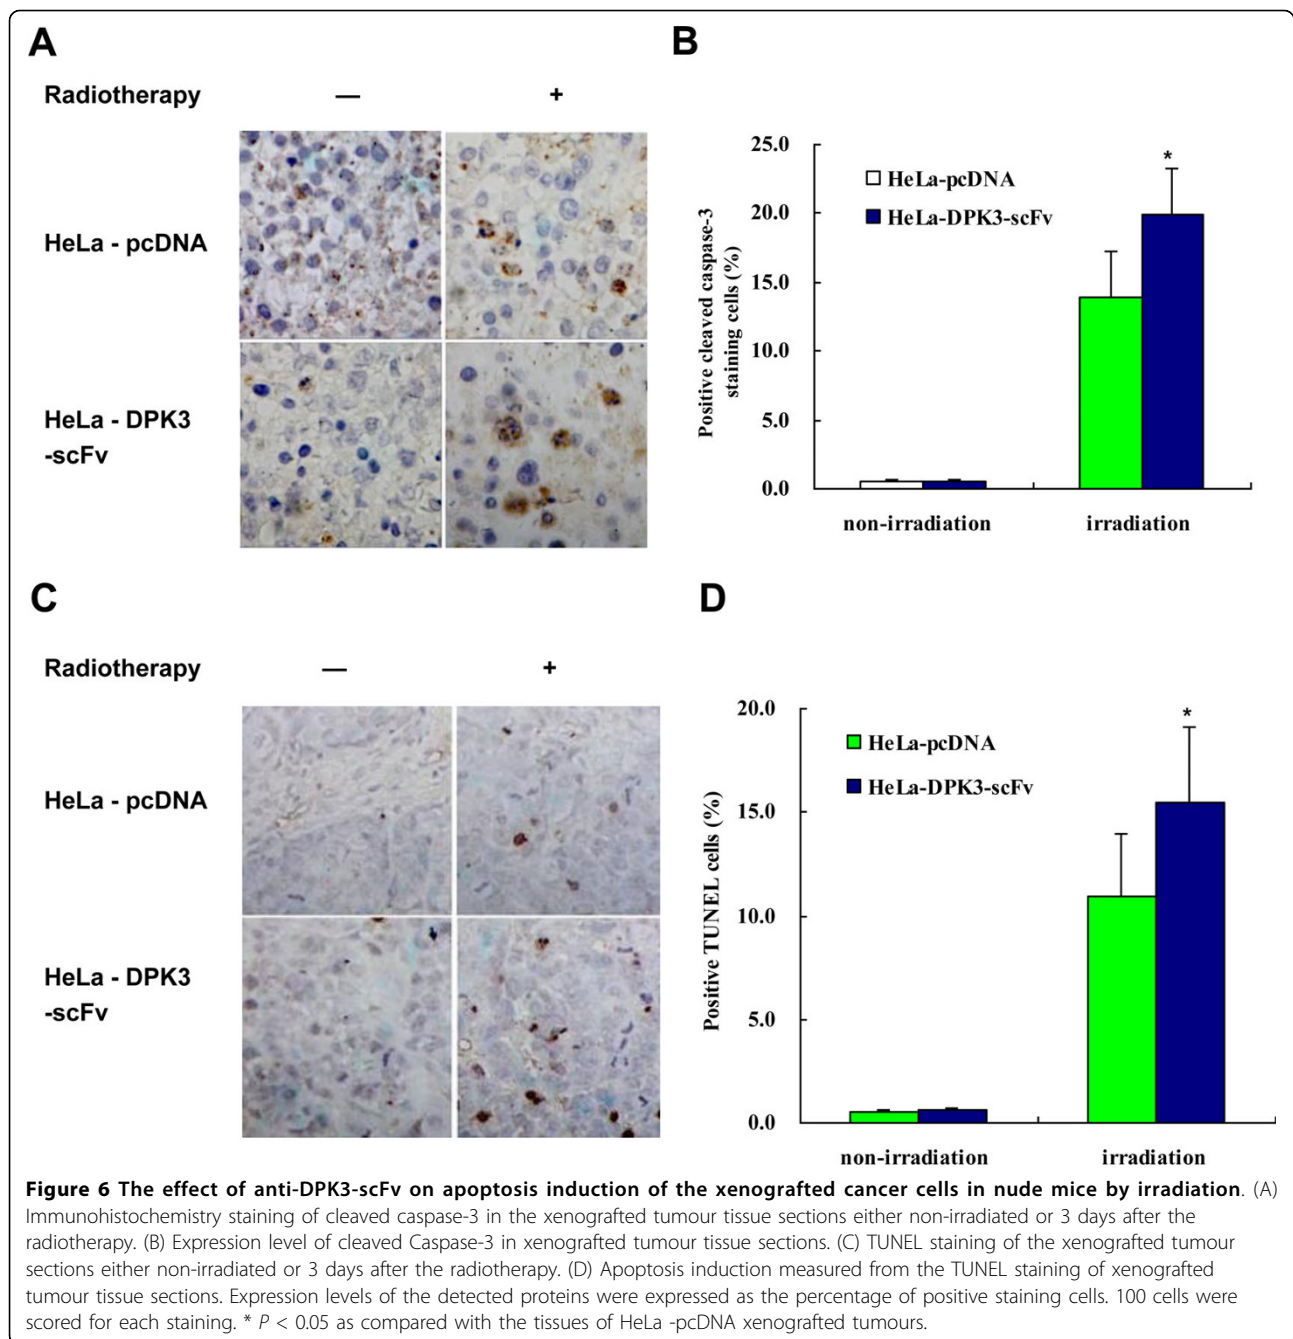 A
Radiotherapy — +
HeLa - pcDNA
HeLa - DPK3
-scFv
B
25.0
20.0
15.0
10.0
5.0
0.0
Positive cleaved caspase-3
staining cells (%)
HeLa-pcDNA
HeLa-DPK3-scFv
*
non-irradiation irradiation
C
Radiotherapy — +
HeLa - pcDNA
HeLa - DPK3
-scFv
D
20.0
15.0
10.0
5.0
0.0
Positive TUNEL cells (%)
HeLa-pcDNA
HeLa-DPK3-scFv
*
non-irradiation irradiation
Figure 6 The effect of anti-DPK3-scFv on apoptosis induction of the xenografted cancer cells in nude mice by irradiation. (A)
Immunohistochemistry staining of cleaved caspase-3 in the xenografted tumour tissue sections either non-irradiated or 3 days after the
radiotherapy. (B) Expression level of cleaved Caspase-3 in xenografted tumour tissue sections. (C) TUNEL staining of the xenografted tumour
sections either non-irradiated or 3 days after the radiotherapy. (D) Apoptosis induction measured from the TUNEL staining of xenografted
tumour tissue sections. Expression levels of the detected proteins were expressed as the percentage of positive staining cells. 100 cells were
scored for each staining. * P < 0.05 as compared with the tissues of HeLa -pcDNA xenografted tumours.